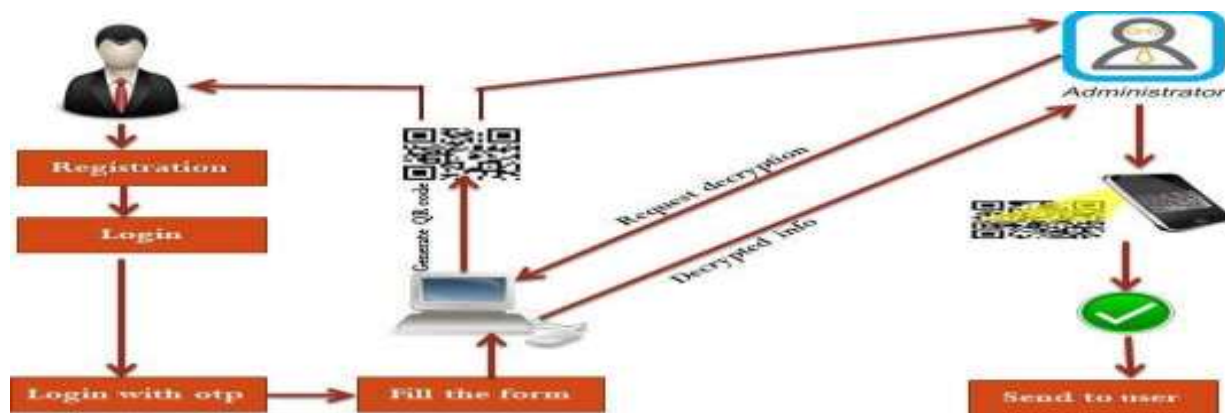 Administrator
Registration
Generate QR code
Request decryption
Login
Decrypted info
Login with otp
Fill the form
Send to user